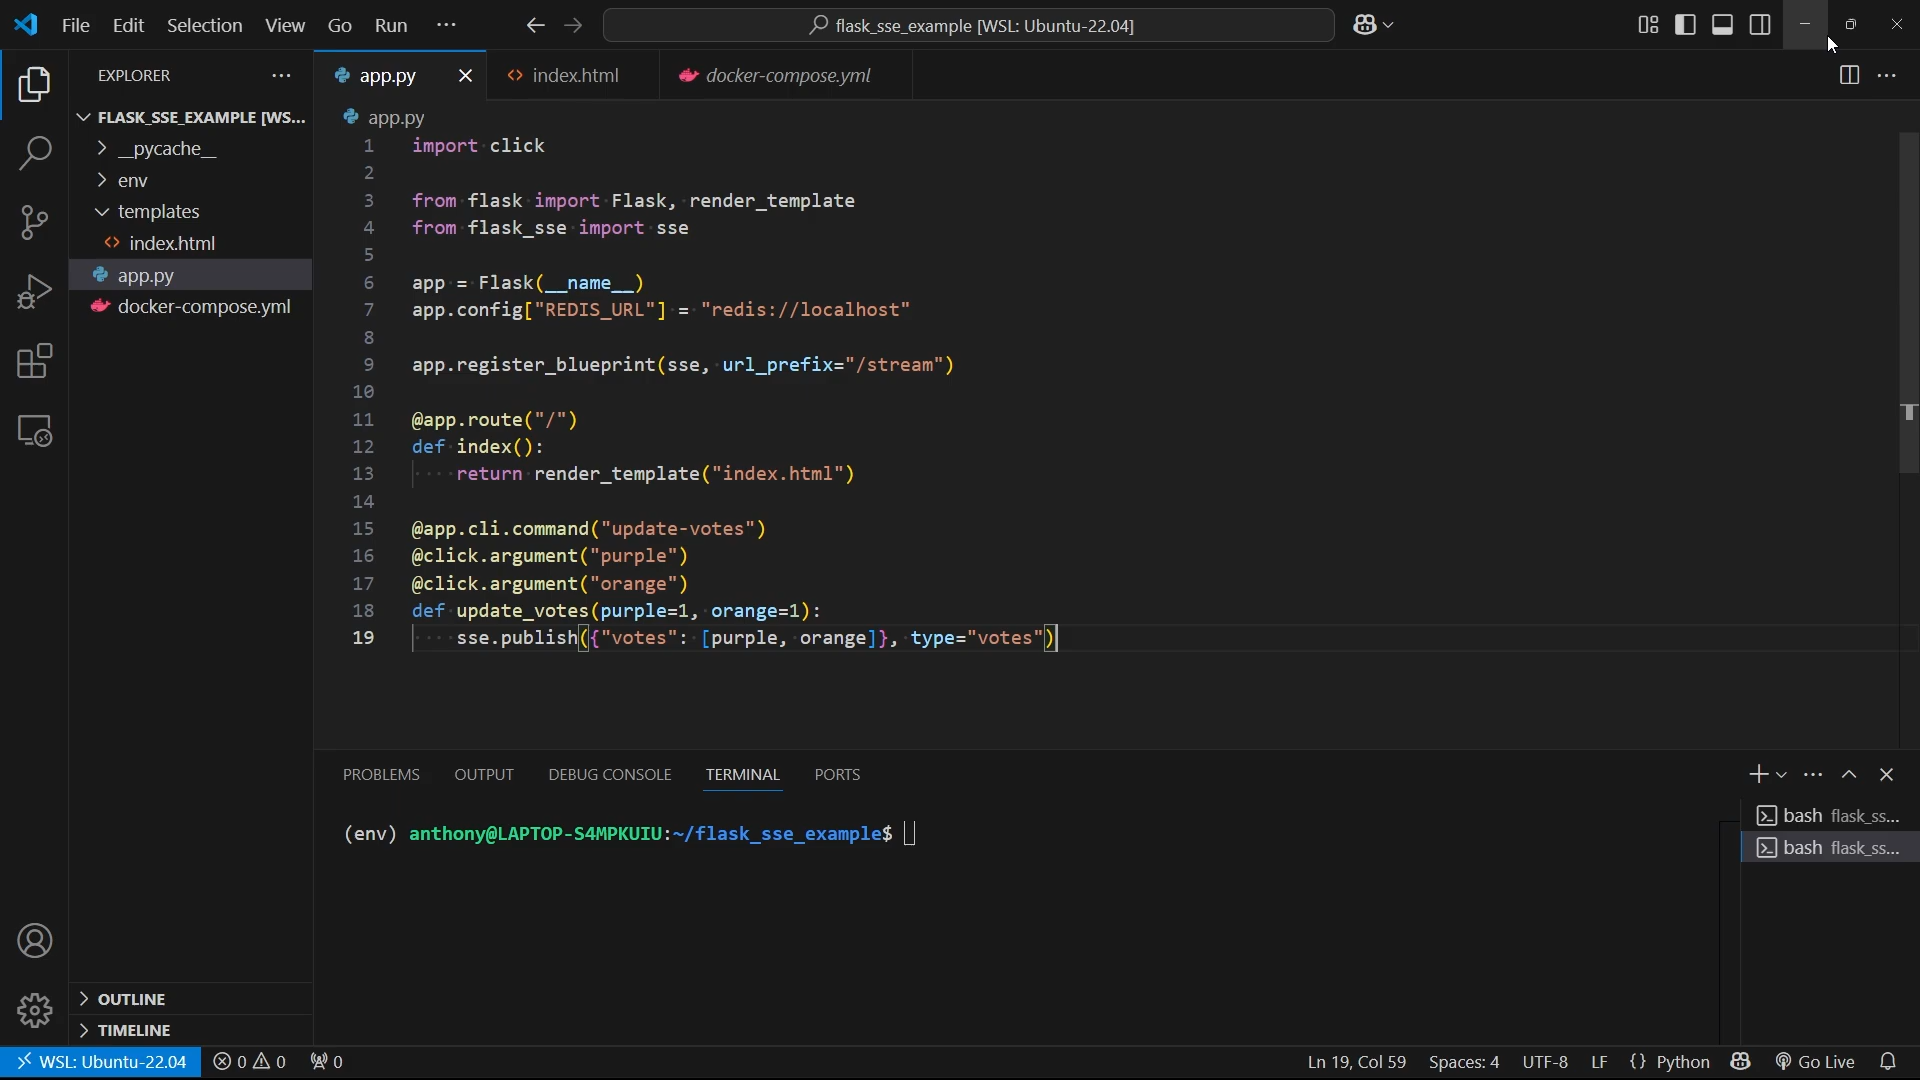 File Edit Selection View Go Run ···
flask_sse_example [WSL: Ubuntu-22.04]
EXPLORER
app.py
index.html
docker-compose.yml
FLASK_SSE_EXAMPLE [WS...
__pycache__
env
templates
index.html
app.py
docker-compose.yml
app.py
1 import click
2
3 from flask import Flask, render_template
4 from flask_sse import sse
5
6 app = Flask(__name__)
7 app.config["REDIS_URL"] = "redis://localhost"
8
9 app.register_blueprint(sse, url_prefix="/stream")
10
11 @app.route("/")
12 def index():
13     return render_template("index.html")
14
15 @app.cli.command("update-votes")
16 @click.argument("purple")
17 @click.argument("orange")
18 def update_votes(purple=1, orange=1):
19     sse.publish({"votes": [purple, orange]}, type="votes")
PROBLEMS OUTPUT DEBUG CONSOLE TERMINAL PORTS
(env) anthony@LAPTOP-S4MPKUIU:~/flask_sse_example$
bash flask_ss...
bash flask_ss...
OUTLINE
TIMELINE
WSL: Ubuntu-22.04 0 0 0 Ln 19, Col 59 Spaces: 4 UTF-8 LF {} Python Go Live